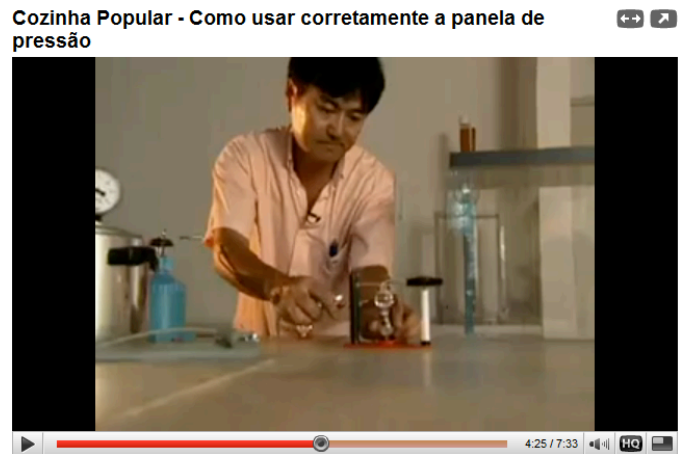 Cozinha Popular - Como usar corretamente a panela de
pressão
4:25 / 7:33 HQ